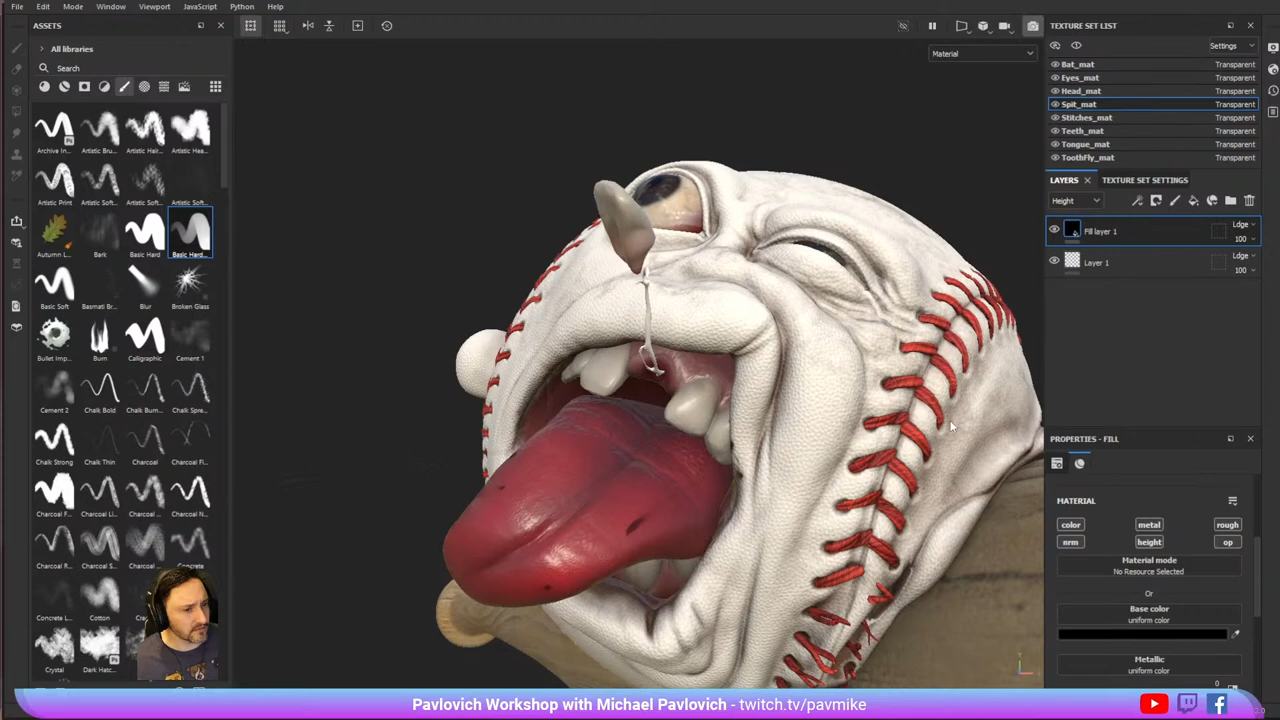 File Edit Mode Window Viewport JavaScript Python Help
ASSETS
All libraries
Search
Archive In...
Artistic Bru...
Artistic Hair...
Artistic Hea...
Artistic Print
Artistic Soft...
Artistic Soft...
Artistic Soft...
Autumn L...
Bark
Basic Hard
Basic Hard...
Basic Soft
Basmati Br...
Blur
Broken Glass
Bullet Imp...
Burn
Calligraphic
Cement 1
Cement 2
Chalk Bold
Chalk Bum...
Chalk Spre...
Chalk Strong
Chalk Thin
Charcoal
Charcoal Fi...
Charcoal F...
Charcoal Li...
Charcoal N...
Charcoal R...
Concrete
Concrete L...
Cotton
Crystal
Dark Hatc...
Material
TEXTURE SET LIST
Settings
Bat_mat Transparent
Eyes_mat Transparent
Head_mat Transparent
Spit_mat Transparent
Stitches_mat Transparent
Teeth_mat Transparent
Tongue_mat Transparent
ToothFly_mat Transparent
LAYERS TEXTURE SET SETTINGS
Height
Fill layer 1 Ldge
100
Layer 1 Ldge
100
PROPERTIES - FILL
MATERIAL
color metal rough
nrm height op
Material mode
No Resource Selected
Or
Base color
uniform color
Metallic
uniform color
0
Pavlovich Workshop with Michael Pavlovich - twitch.tv/pavmike